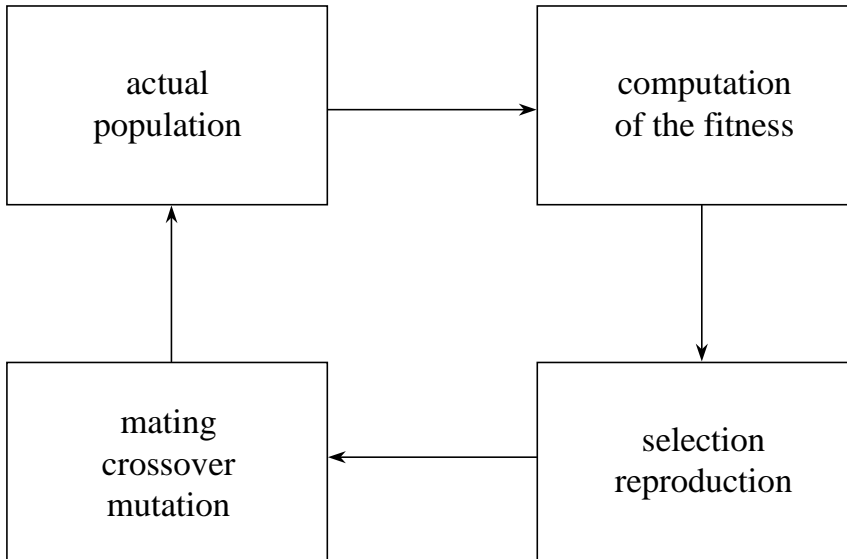 actual
population
computation
of the fitness
mating
crossover
mutation
selection
reproduction